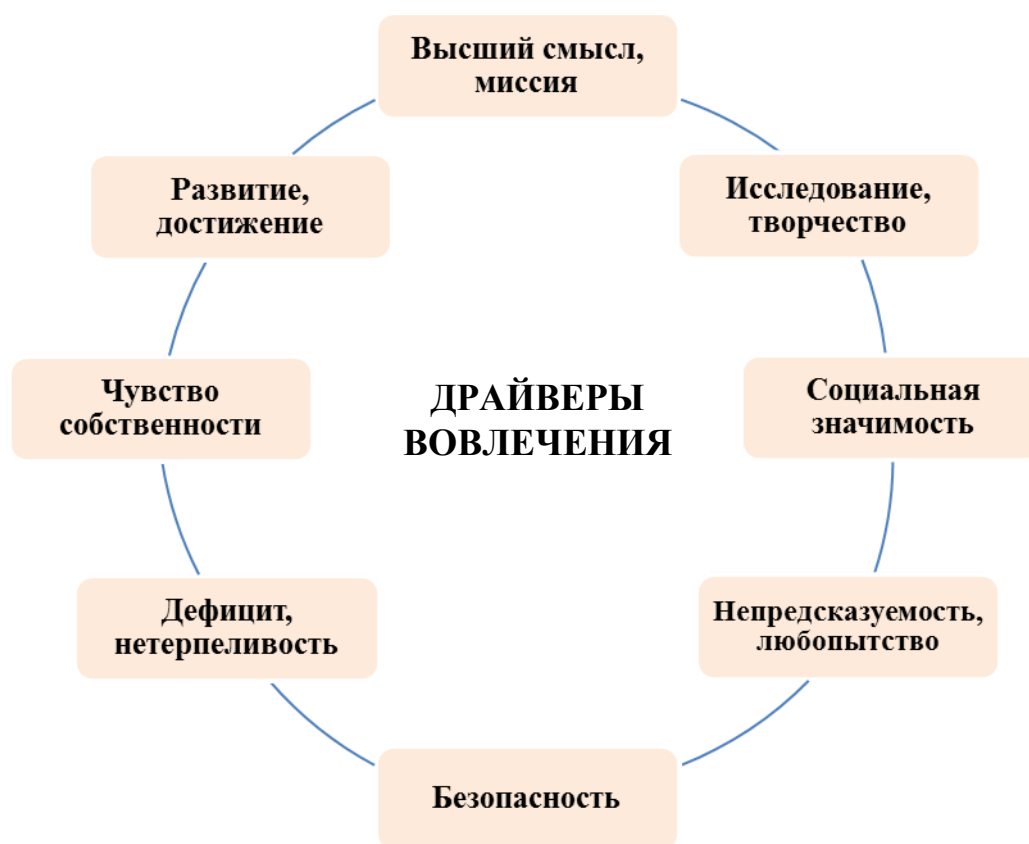 Высший смысл,
миссия
Исследование,
творчество
Социальная
значимость
Непредсказуемость,
любопытство
Безопасность
Дефицит,
нетерпеливость
Чувство
собственности
Развитие,
достижение
ДРАЙВЕРЫ
ВОВЛЕЧЕНИЯ